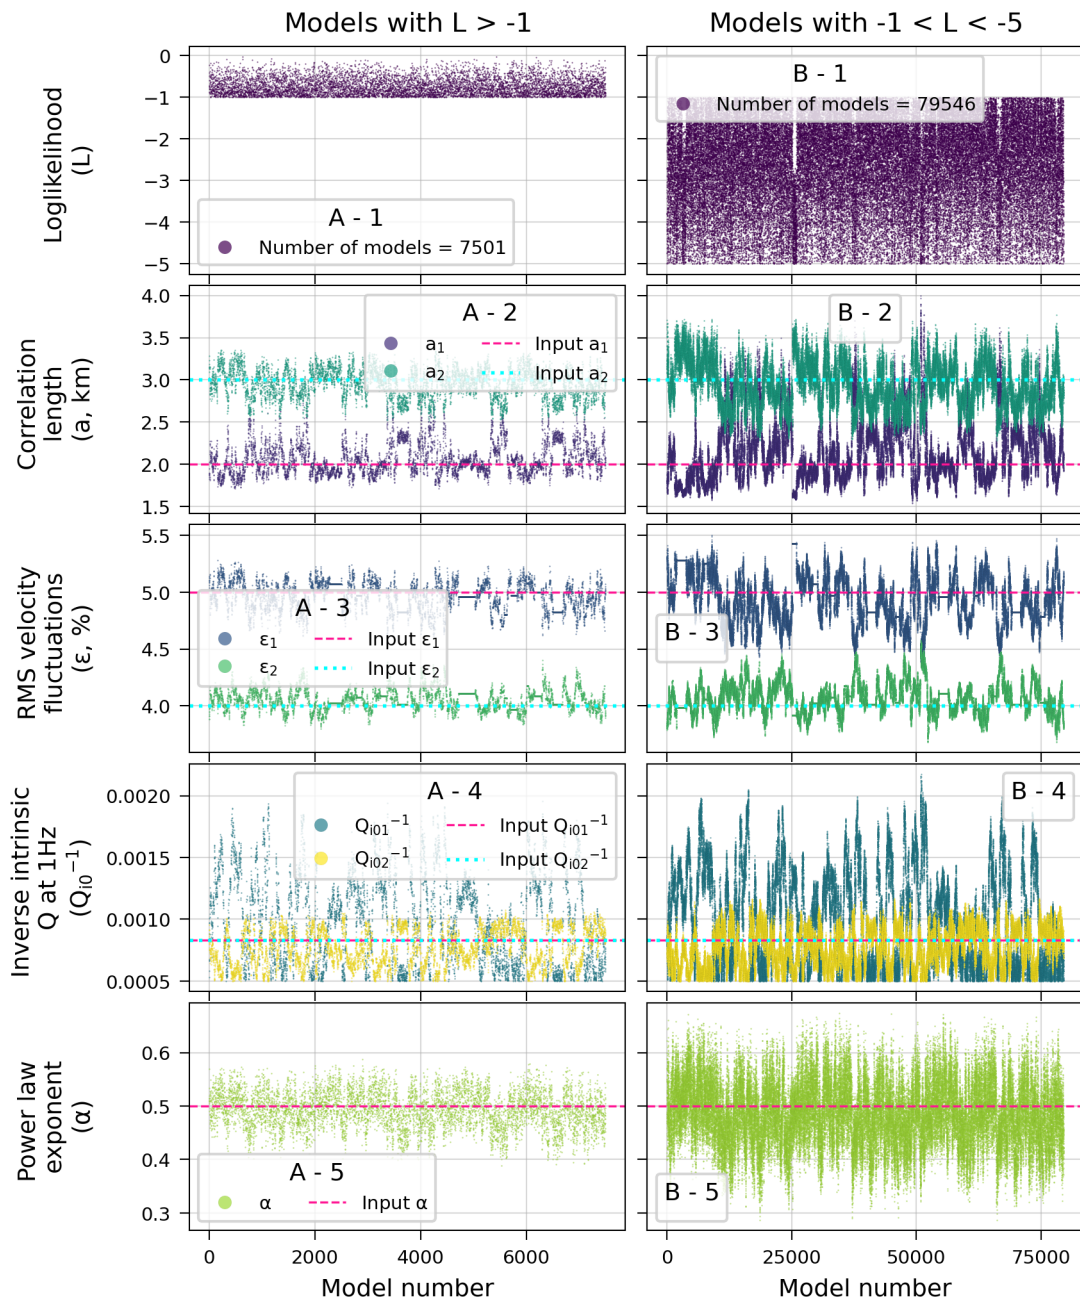 Models with L > -1
Models with -1 < L < -5
Loglikelihood
(L)
0
−1
−2
−3
−4
−5
A - 1
Number of models = 7501
B - 1
Number of models = 79546
Correlation
length
(a, km)
4.0
3.5
3.0
2.5
2.0
1.5
A - 2
a₁
Input a₁
a₂
Input a₂
B - 2
RMS velocity
fluctuations
(ε, %)
5.5
5.0
4.5
4.0
A - 3
ε₁
Input ε₁
ε₂
Input ε₂
B - 3
Inverse intrinsic
Q at 1Hz
(Qᵢ₀⁻¹)
0.0020
0.0015
0.0010
0.0005
A - 4
Qᵢ₀₁⁻¹
Input Qᵢ₀₁⁻¹
Qᵢ₀₂⁻¹
Input Qᵢ₀₂⁻¹
B - 4
Power law
exponent
(α)
0.6
0.5
0.4
0.3
A - 5
α
Input α
B - 5
0 2000 4000 6000
0 25000 50000 75000
Model number
Model number